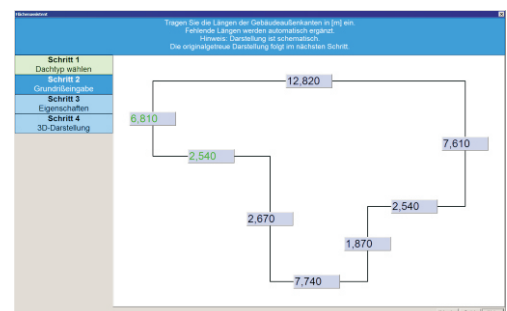 Flächenassistent
Tragen Sie die Längen der Gebäudeaußenkanten in [m] ein.
Fehlende Längen werden automatisch ergänzt.
Hinweis: Darstellung ist schematisch.
Die originalgetreue Darstellung folgt im nächsten Schritt.
Schritt 1
Dachtyp wählen
Schritt 2
Grundrißeingabe
Schritt 3
Eigenschaften
Schritt 4
3D-Darstellung
12,820
6,810
7,610
2,540
2,540
2,670
1,870
7,740